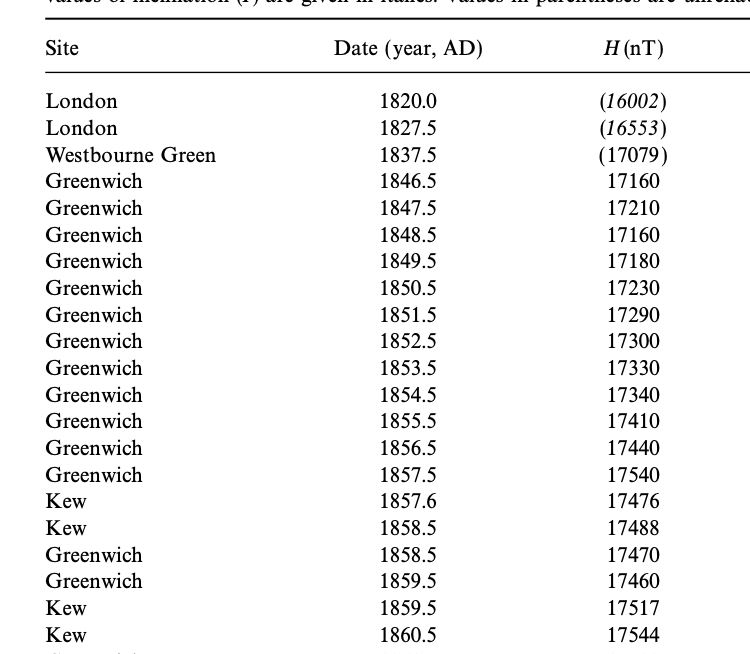 Site Date (year, AD) H (nT)
London 1820.0 (16002)
London 1827.5 (16553)
Westbourne Green 1837.5 (17079)
Greenwich 1846.5 17160
Greenwich 1847.5 17210
Greenwich 1848.5 17160
Greenwich 1849.5 17180
Greenwich 1850.5 17230
Greenwich 1851.5 17290
Greenwich 1852.5 17300
Greenwich 1853.5 17330
Greenwich 1854.5 17340
Greenwich 1855.5 17410
Greenwich 1856.5 17440
Greenwich 1857.5 17540
Kew 1857.6 17476
Kew 1858.5 17488
Greenwich 1858.5 17470
Greenwich 1859.5 17460
Kew 1859.5 17517
Kew 1860.5 17544